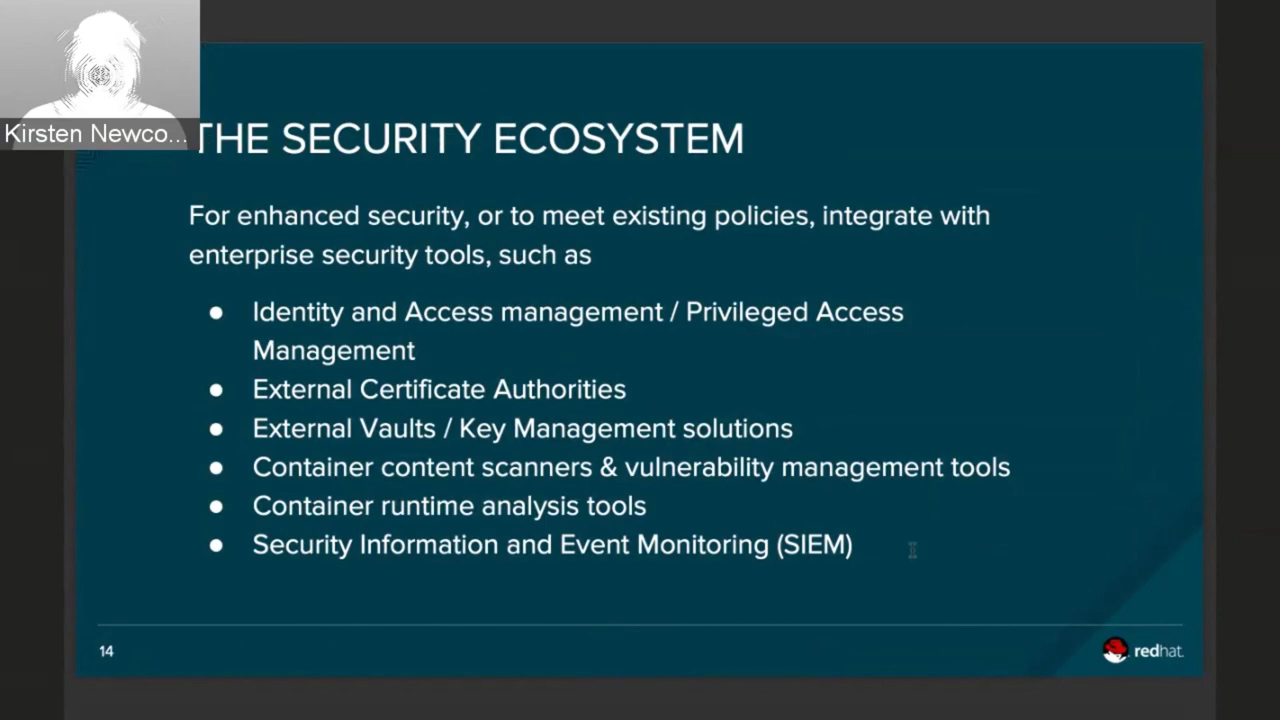 Kirsten Newco...
THE SECURITY ECOSYSTEM
For enhanced security, or to meet existing policies, integrate with
enterprise security tools, such as
● Identity and Access management / Privileged Access
Management
● External Certificate Authorities
● External Vaults / Key Management solutions
● Container content scanners & vulnerability management tools
● Container runtime analysis tools
● Security Information and Event Monitoring (SIEM)
14
redhat.